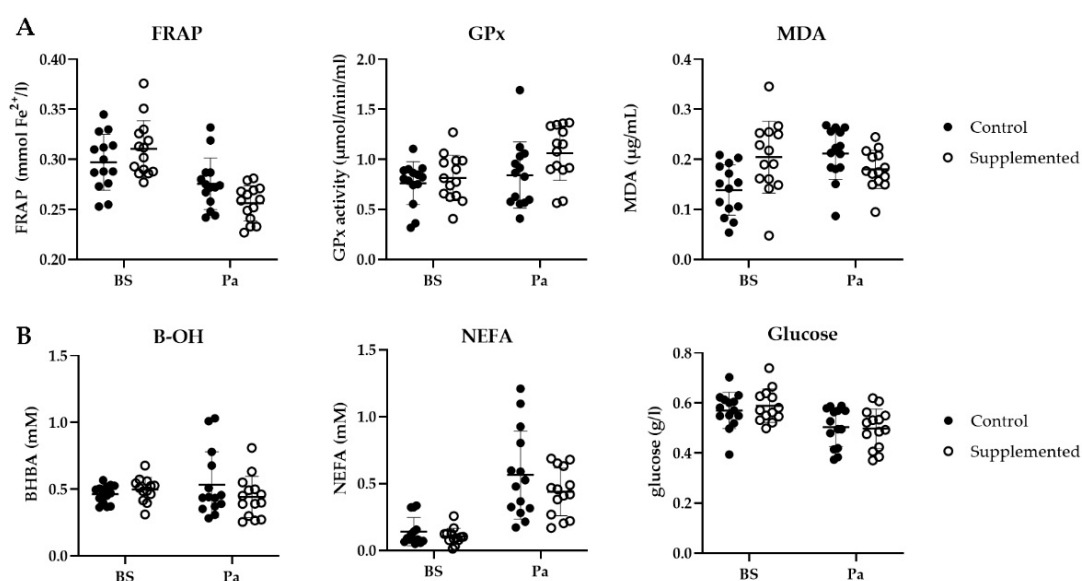 A
FRAP
GPx
MDA
FRAP (mmol Fe²⁺/l)
0.40
0.35
0.30
0.25
0.20
BS
Pa
GPx activity (µmol/min/ml)
2.0
1.5
1.0
0.5
0.0
BS
Pa
MDA (µg/mL)
0.4
0.3
0.2
0.1
0.0
BS
Pa
Control
Supplemented
B
B-OH
NEFA
Glucose
BHBA (mM)
1.5
1.0
0.5
0.0
BS
Pa
NEFA (mM)
1.5
1.0
0.5
0.0
BS
Pa
glucose (g/l)
0.8
0.6
0.4
0.2
0.0
BS
Pa
Control
Supplemented